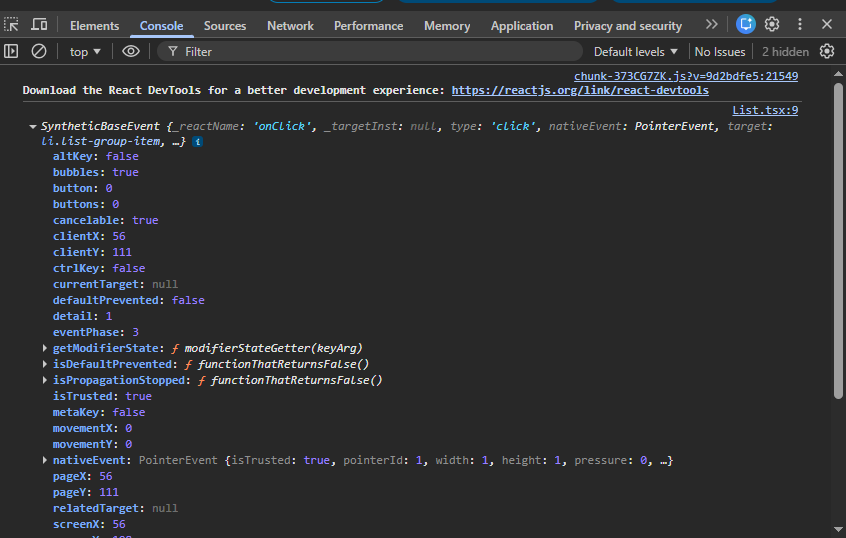 Elements Console Sources Network Performance Memory Application Privacy and security
top Filter Default levels No Issues 2 hidden
chunk-373CG7ZK.js?v=9d2bdfe5:21549
Download the React DevTools for a better development experience: https://reactjs.org/link/react-devtools
List.tsx:9
SyntheticBaseEvent {_reactName: 'onClick', _targetInst: null, type: 'click', nativeEvent: PointerEvent, target:
li.list-group-item, …} i
altKey: false
bubbles: true
button: 0
buttons: 0
cancelable: true
clientX: 56
clientY: 111
ctrlKey: false
currentTarget: null
defaultPrevented: false
detail: 1
eventPhase: 3
getModifierState: ƒ modifierStateGetter(keyArg)
isDefaultPrevented: ƒ functionThatReturnsFalse()
isPropagationStopped: ƒ functionThatReturnsFalse()
isTrusted: true
metaKey: false
movementX: 0
movementY: 0
nativeEvent: PointerEvent {isTrusted: true, pointerId: 1, width: 1, height: 1, pressure: 0, …}
pageX: 56
pageY: 111
relatedTarget: null
screenX: 56